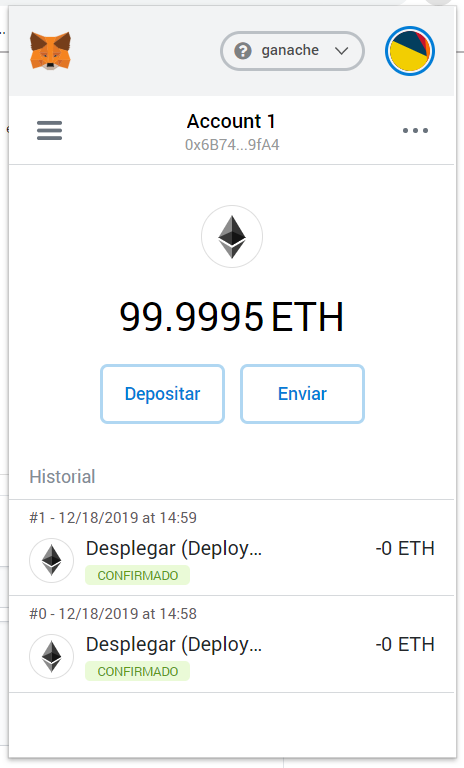 ganache
Account 1
0x6B74...9fA4
99.9995 ETH
Depositar
Enviar
Historial
#1 - 12/18/2019 at 14:59
Desplegar (Deploy... -0 ETH
CONFIRMADO
#0 - 12/18/2019 at 14:58
Desplegar (Deploy... -0 ETH
CONFIRMADO